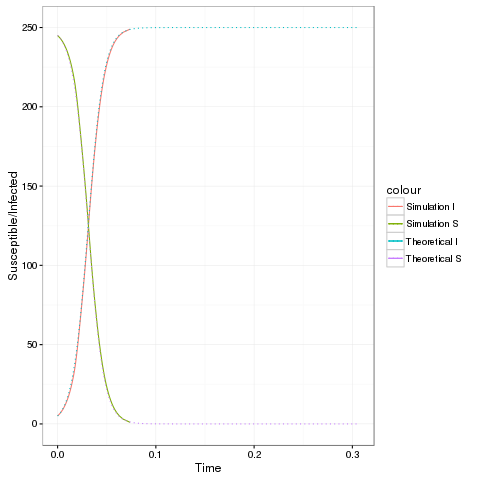 250
200
150
100
50
0
Susceptible/Infected
0.0 0.1 0.2 0.3
Time
colour
Simulation I
Simulation S
Theoretical I
Theoretical S